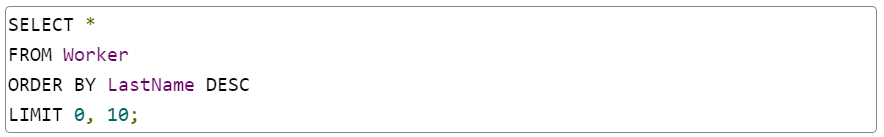 SELECT *
FROM Worker
ORDER BY LastName DESC
LIMIT 0, 10;